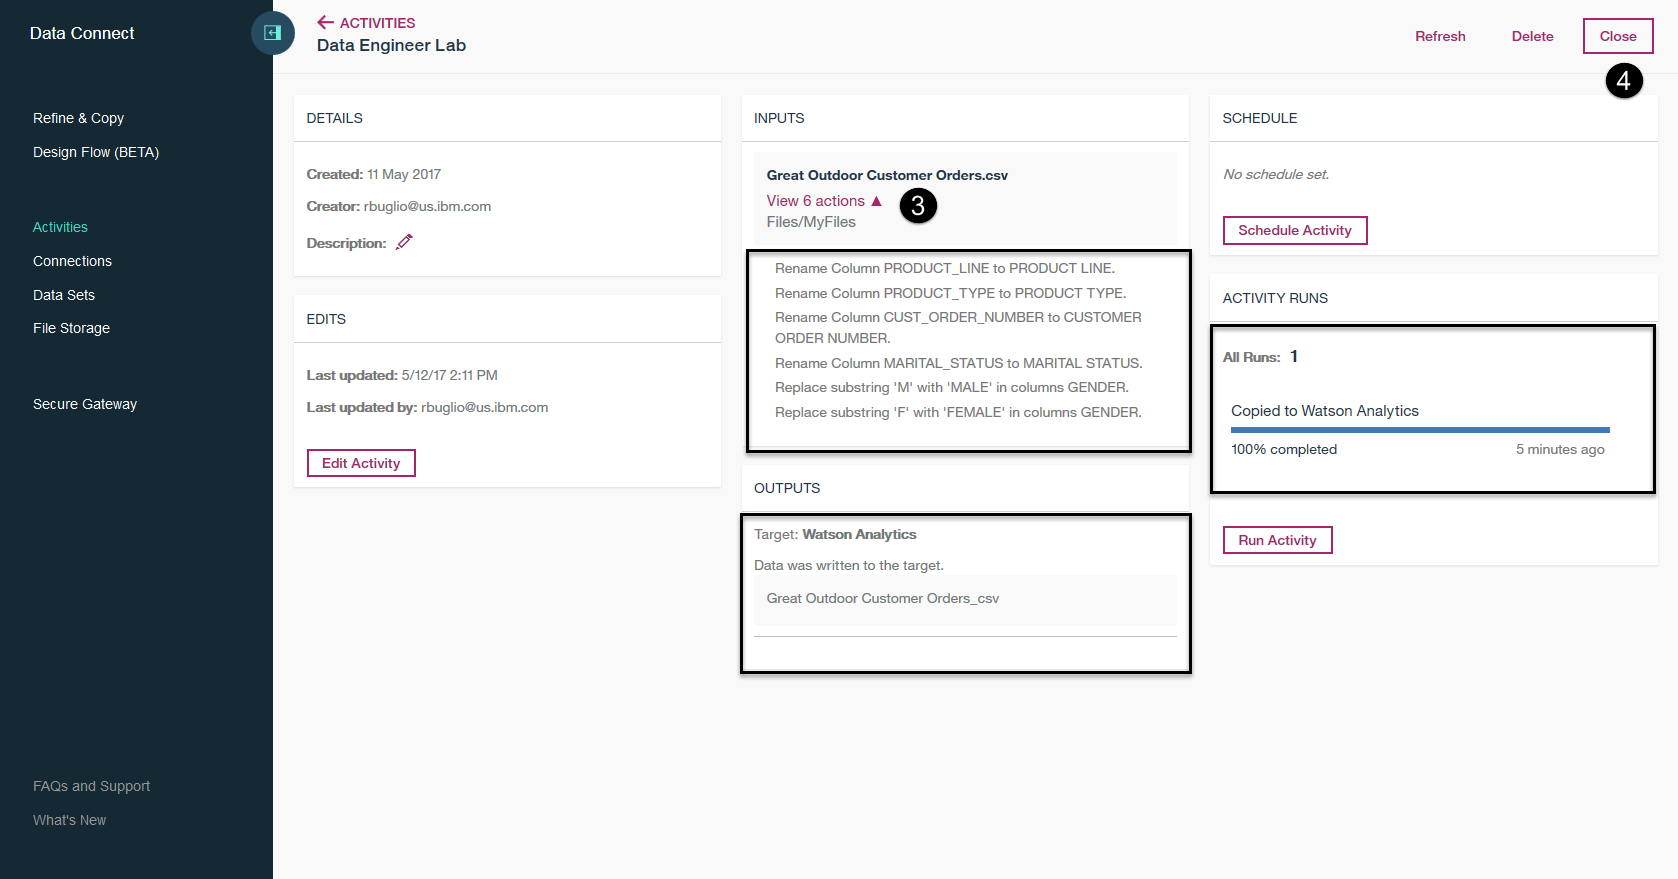 Data Connect
Refine & Copy
Design Flow (BETA)
Activities
Connections
Data Sets
File Storage
Secure Gateway
FAQs and Support
What's New
ACTIVITIES
Data Engineer Lab
Refresh
Delete
Close
4
DETAILS
Created: 11 May 2017
Creator: rbuglio@us.ibm.com
Description:
EDITS
Last updated: 5/12/17 2:11 PM
Last updated by: rbuglio@us.ibm.com
Edit Activity
INPUTS
Great Outdoor Customer Orders.csv
View 6 actions ▲
3
Files/MyFiles
Rename Column PRODUCT_LINE to PRODUCT LINE.
Rename Column PRODUCT_TYPE to PRODUCT TYPE.
Rename Column CUST_ORDER_NUMBER to CUSTOMER
ORDER NUMBER.
Rename Column MARITAL_STATUS to MARITAL STATUS.
Replace substring 'M' with 'MALE' in columns GENDER.
Replace substring 'F' with 'FEMALE' in columns GENDER.
OUTPUTS
Target: Watson Analytics
Data was written to the target.
Great Outdoor Customer Orders_csv
SCHEDULE
No schedule set.
Schedule Activity
ACTIVITY RUNS
All Runs: 1
Copied to Watson Analytics
100% completed
5 minutes ago
Run Activity